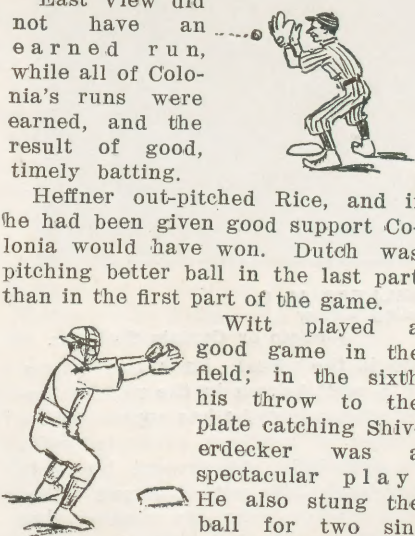 East View did
not have an
earned run,
while all of Colo-
nia's runs were
earned, and the
result of good,
timely batting.
Heffner out-pitched Rice, and if
he had been given good support Co-
lonia would have won. Dutch was
pitching better ball in the last part
than in the first part of the game.
Witt played a
good game in the
field; in the sixth
his throw to the
plate catching Shiv-
erdecker was a
spectacular play.
He also stung the
ball for two sin